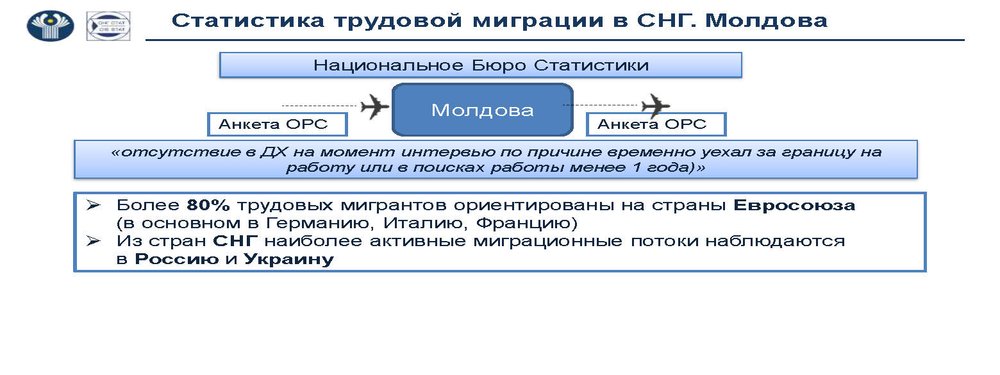 СНГ СТАТ
CIS STAT
Статистика трудовой миграции в СНГ. Молдова
Национальное Бюро Статистики
Молдова
Анкета ОРС
Анкета ОРС
«отсутствие в ДХ на момент интервью по причине временно уехал за границу на
работу или в поисках работы менее 1 года)»
➢ Более 80% трудовых мигрантов ориентированы на страны Евросоюза
(в основном в Германию, Италию, Францию)
➢ Из стран СНГ наиболее активные миграционные потоки наблюдаются
в Россию и Украину